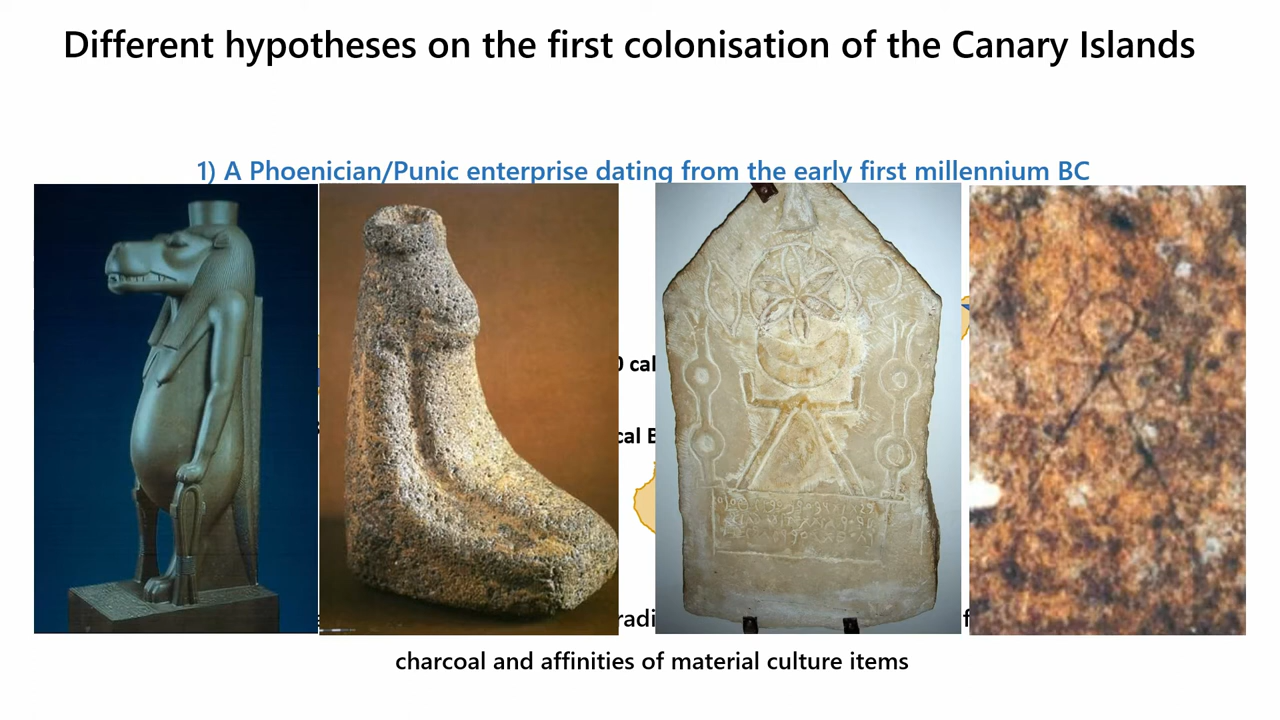 Different hypotheses on the first colonisation of the Canary Islands
1) A Phoenician/Punic enterprise dating from the early first millennium BC
0 cal
cal
charcoal and affinities of material culture items